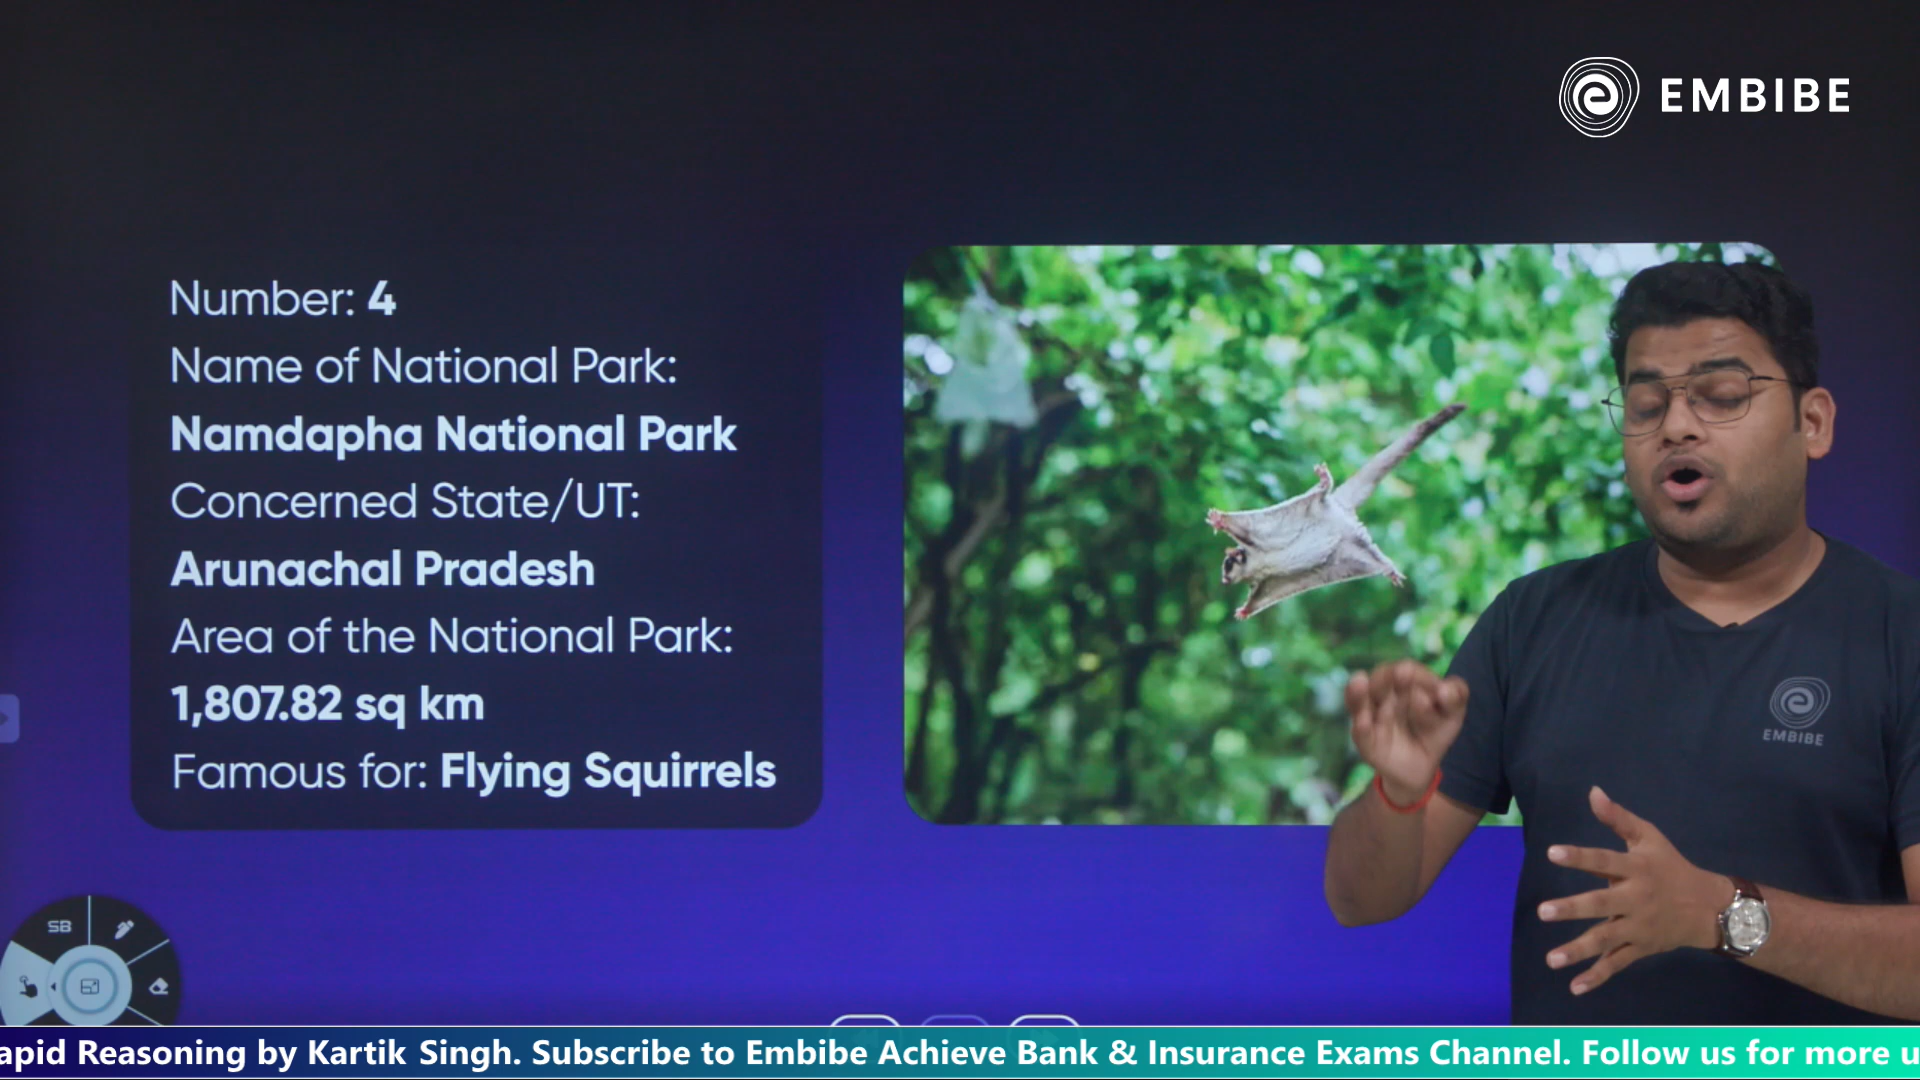 EMBIBE
Number: 4
Name of National Park:
Namdapha National Park
Concerned State/UT:
Arunachal Pradesh
Area of the National Park:
1,807.82 sq km
Famous for: Flying Squirrels
EMBIBE
SB
apid Reasoning by Kartik Singh. Subscribe to Embibe Achieve Bank & Insurance Exams Channel. Follow us for more u